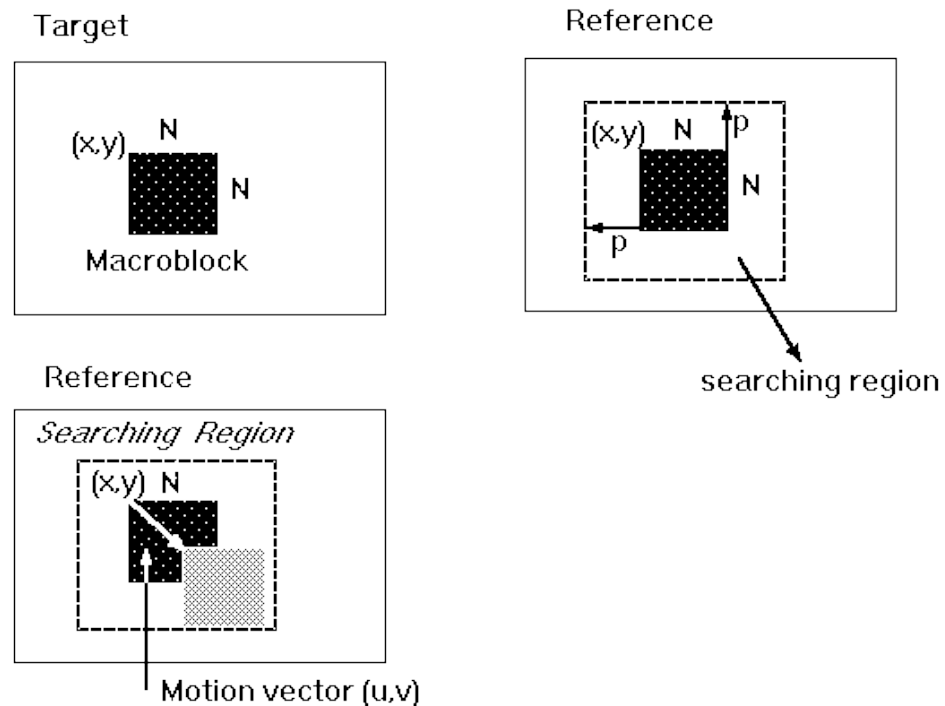 Target
(x,y)
N
N
Macroblock
Reference
(x,y)
N
p
N
p
searching region
Reference
Searching Region
(x,y)
N
Motion vector (u,v)